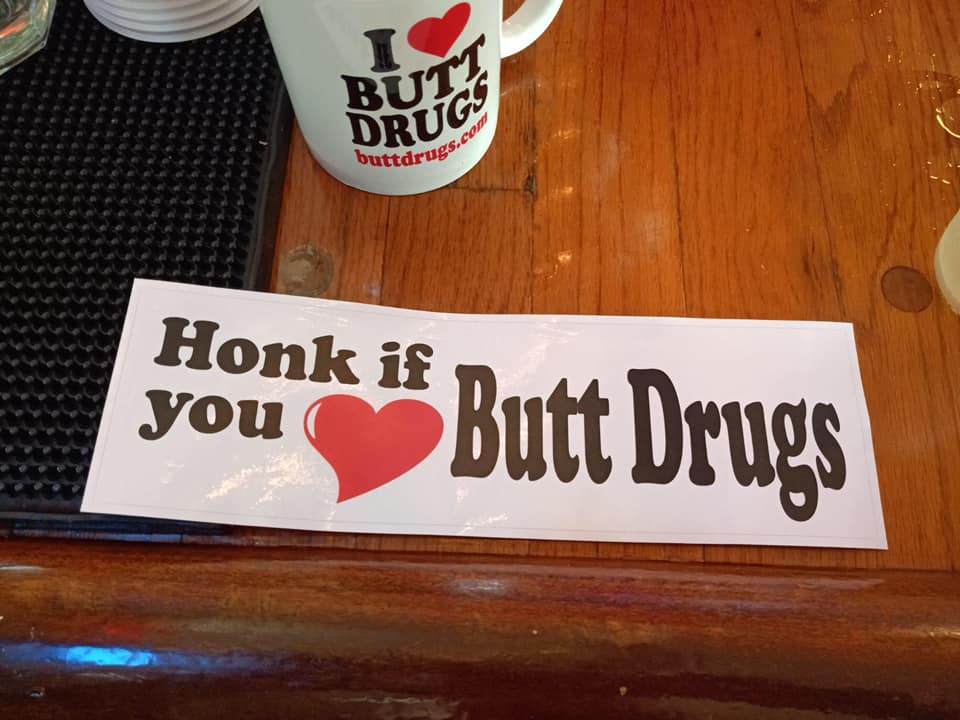 I
BUTT
DRUGS
buttdrugs.com
Honk if
you Butt Drugs